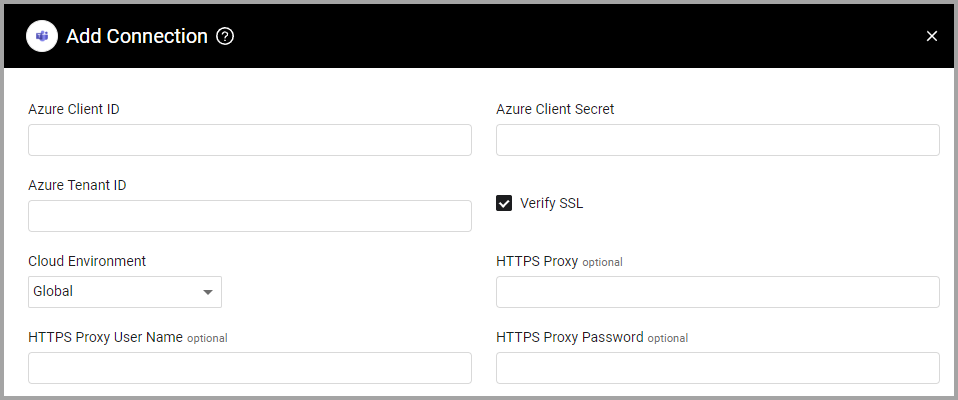 Add Connection ?
Azure Client ID
Azure Client Secret
Azure Tenant ID
Verify SSL
Cloud Environment
Global
HTTPS Proxy optional
HTTPS Proxy User Name optional
HTTPS Proxy Password optional